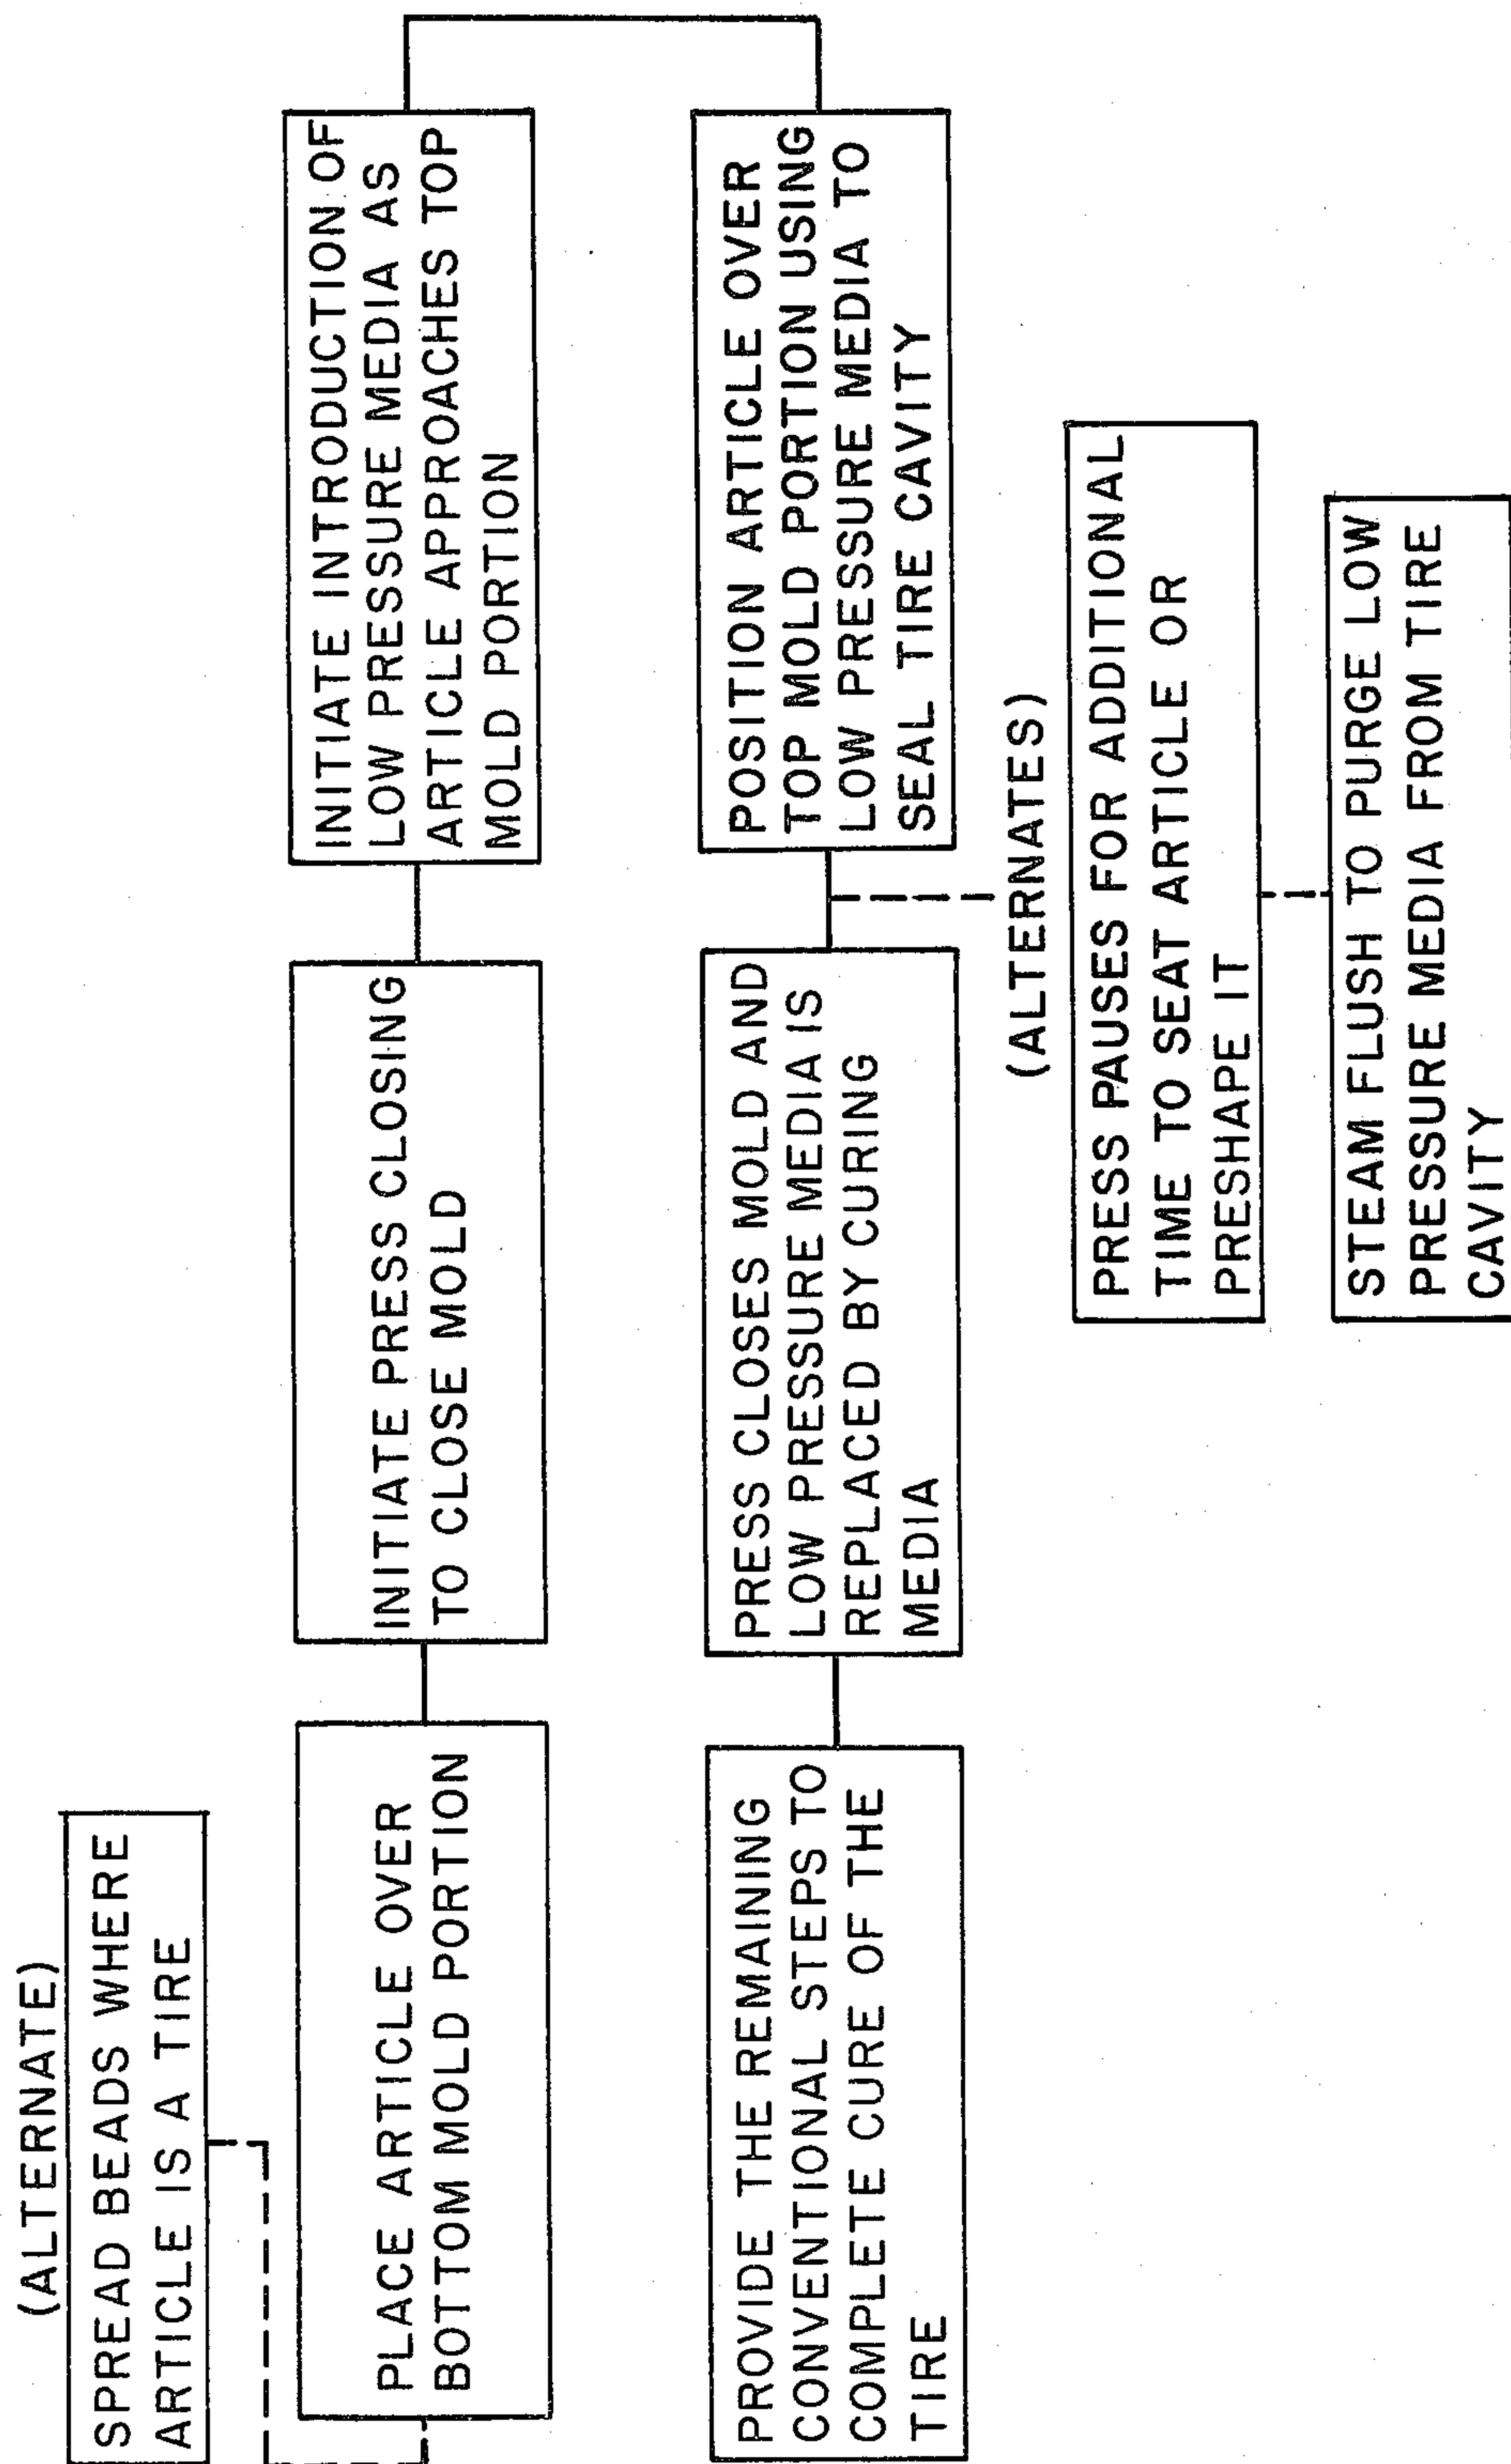 (ALTERNATE)
SPREAD BEADS WHERE
ARTICLE IS A TIRE
PLACE ARTICLE OVER
BOTTOM MOLD PORTION
INITIATE PRESS CLOSING
TO CLOSE MOLD
INITIATE INTRODUCTION OF
LOW PRESSURE MEDIA AS
ARTICLE APPROACHES TOP
MOLD PORTION
POSITION ARTICLE OVER
TOP MOLD PORTION USING
LOW PRESSURE MEDIA TO
SEAL TIRE CAVITY
(ALTERNATES)
PRESS PAUSES FOR ADDITIONAL
TIME TO SEAT ARTICLE OR
PRESHAPE IT
STEAM FLUSH TO PURGE LOW
PRESSURE MEDIA FROM TIRE
CAVITY
PRESS CLOSES MOLD AND
LOW PRESSURE MEDIA IS
REPLACED BY CURING
MEDIA
PROVIDE THE REMAINING
CONVENTIONAL STEPS TO
COMPLETE CURE OF THE
TIRE